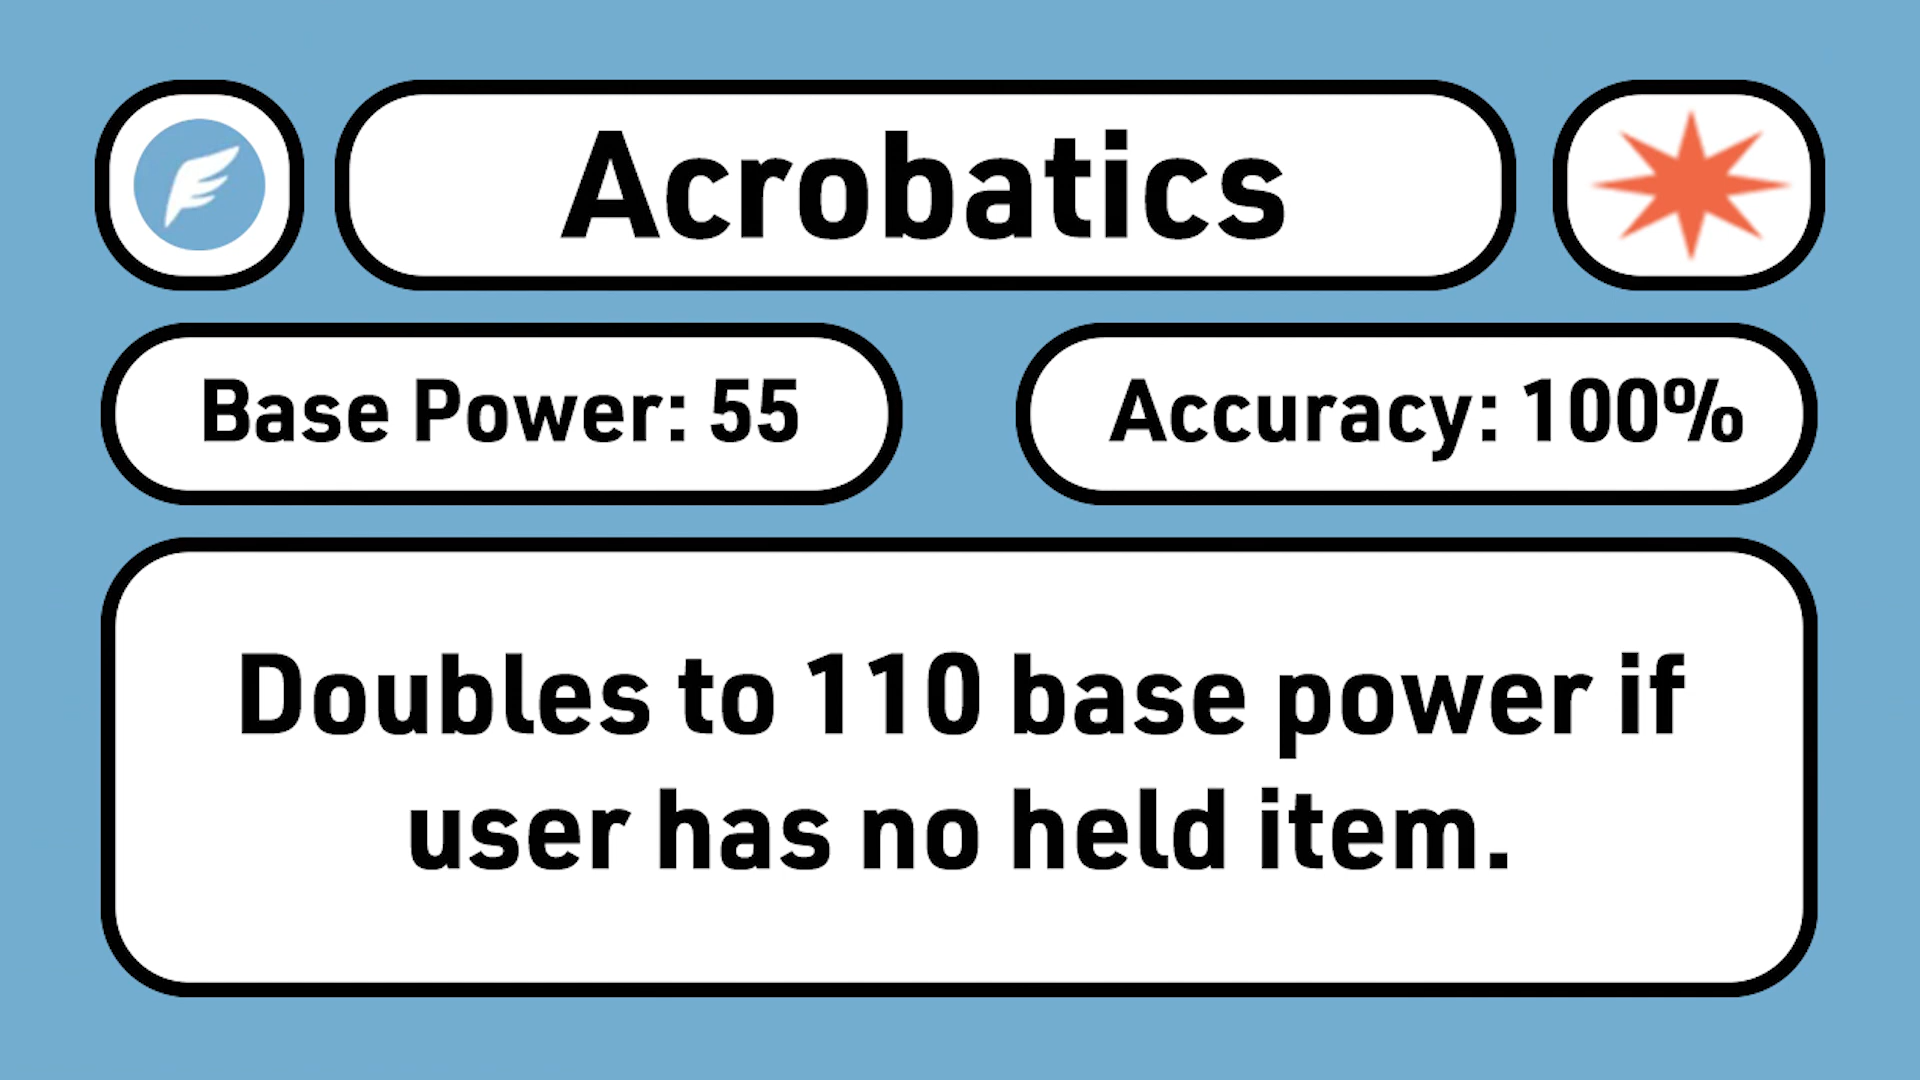 Acrobatics
Base Power: 55
Accuracy: 100%
Doubles to 110 base power if
user has no held item.